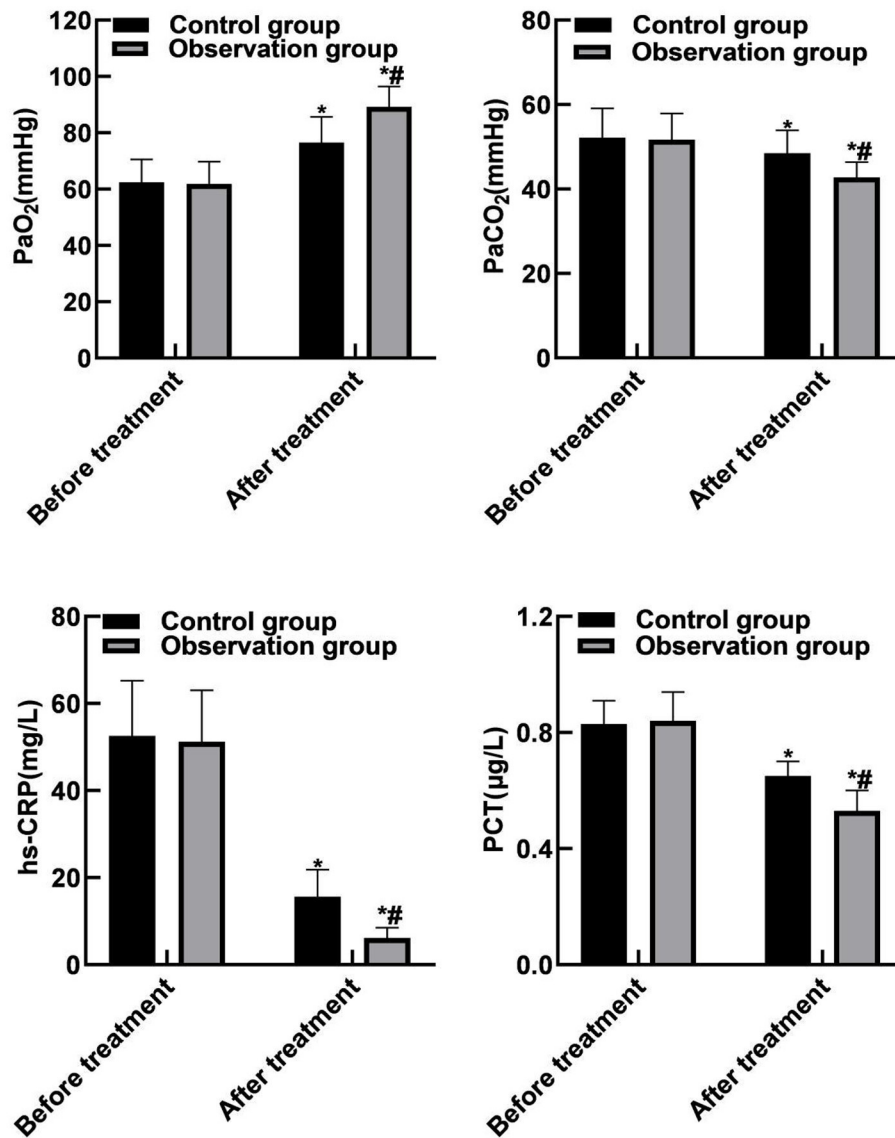 120
100
80
60
40
20
0
PaO₂(mmHg)
Control group
Observation group
*
*#
Before treatment
After treatment
80
60
40
20
0
PaCO₂(mmHg)
Control group
Observation group
*
*#
Before treatment
After treatment
80
60
40
20
0
hs-CRP(mg/L)
Control group
Observation group
*
*#
Before treatment
After treatment
1.2
0.8
0.4
0.0
PCT(μg/L)
Control group
Observation group
*
*#
Before treatment
After treatment